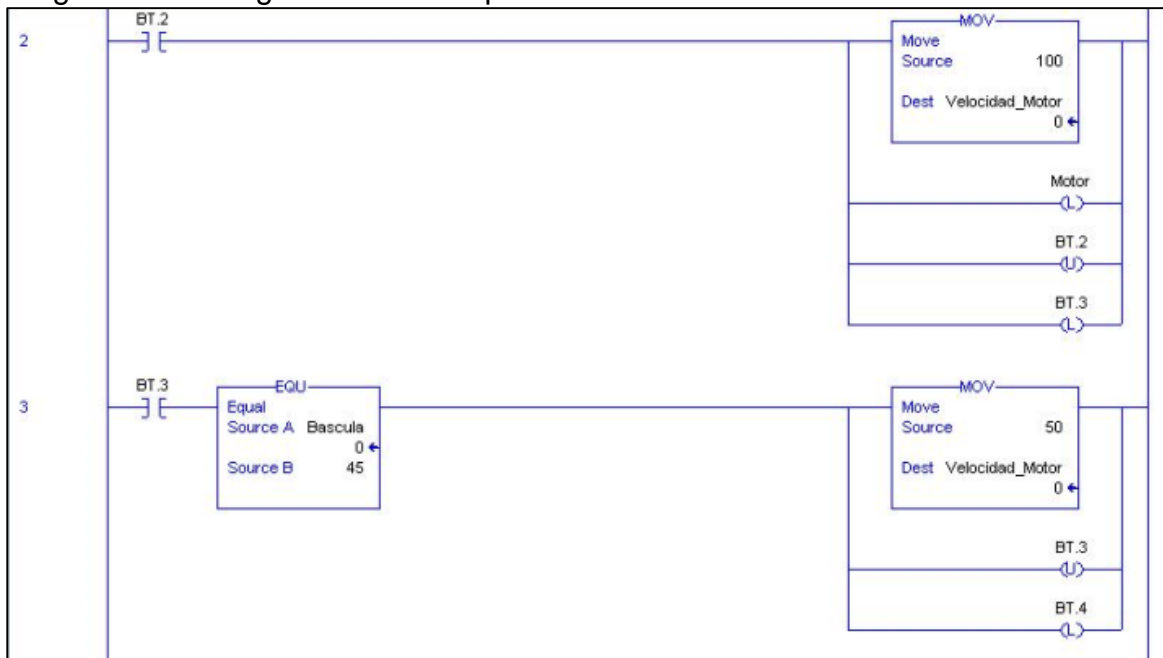 BT.2
MOV
2
Move
Source 100
Dest Velocidad_Motor
0
Motor
L
BT.2
U
BT.3
L
BT.3
EQU
MOV
3
Equal
Move
Source A Bascula
Source 50
0
Source B 45
Dest Velocidad_Motor
0
BT.3
U
BT.4
L